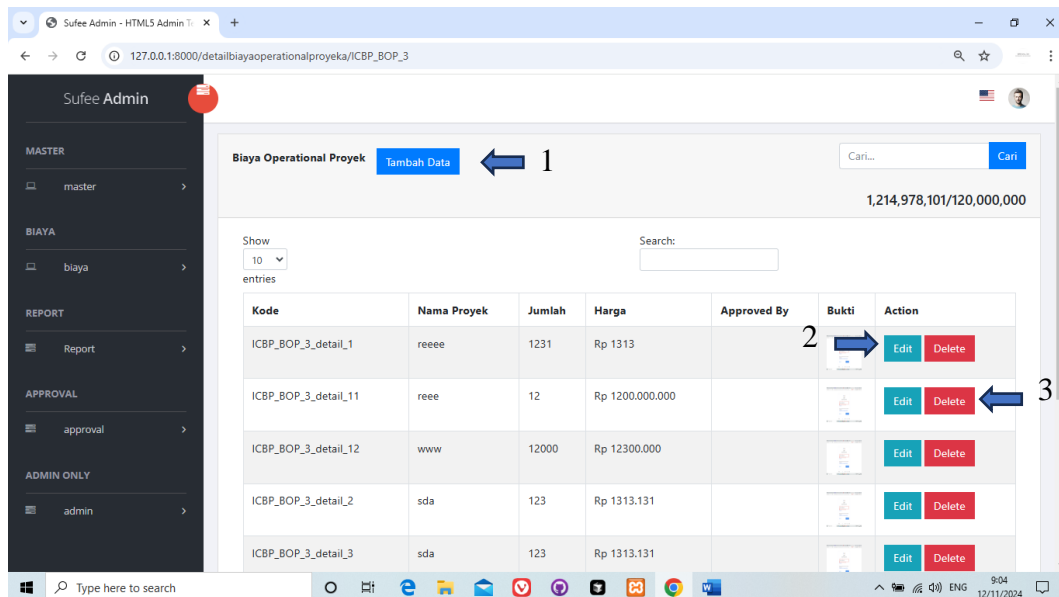 Sufee Admin - HTML5 Admin Te
127.0.0.1:8000/detailbiayaoperationalproyeka/ICBP_BOP_3
Sufee Admin
MASTER
master
BIAYA
biaya
REPORT
Report
APPROVAL
approval
ADMIN ONLY
admin
Biaya Operational Proyek Tambah Data 1 Cari... Cari
1,214,978,101/120,000,000
Show
10
entries
Search:
Kode Nama Proyek Jumlah Harga Approved By Bukti Action
ICBP_BOP_3_detail_1 reeee 1231 Rp 1313 2 Edit Delete
ICBP_BOP_3_detail_11 reee 12 Rp 1200.000.000 Edit Delete 3
ICBP_BOP_3_detail_12 www 12000 Rp 12300.000 Edit Delete
ICBP_BOP_3_detail_2 sda 123 Rp 1313.131 Edit Delete
ICBP_BOP_3_detail_3 sda 123 Rp 1313.131 Edit Delete
Type here to search
ENG
9:04
12/11/2024